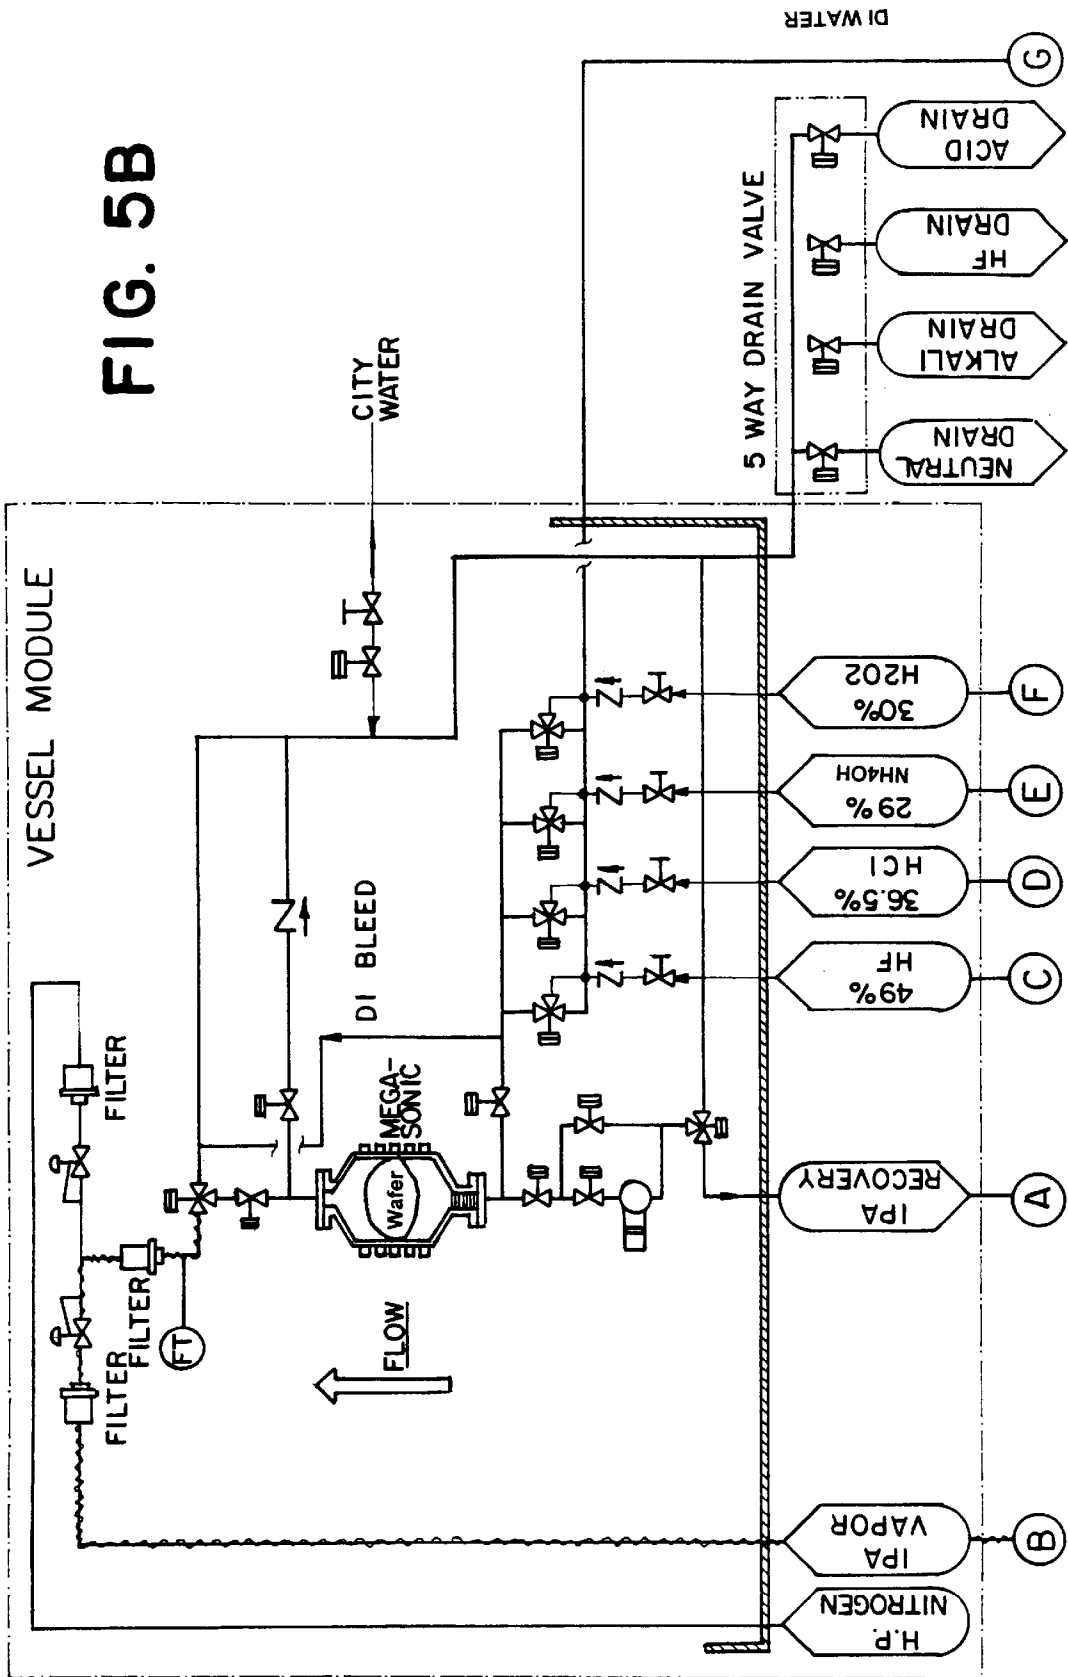 FIG. 5B
VESSEL MODULE
CITY
WATER
DI WATER
G
5 WAY DRAIN VALVE
ACID
DRAIN
HF
DRAIN
ALKALI
DRAIN
NEUTRAL
DRAIN
DI BLEED
FILTER
FILTER
FILTER
FT
MEGA-
SONIC
Wafer
FLOW
30%
H2O2
F
29%
NH4OH
E
36.5%
HCl
D
49%
HF
C
IPA
RECOVERY
A
IPA
VAPOR
B
H.P.
NITROGEN